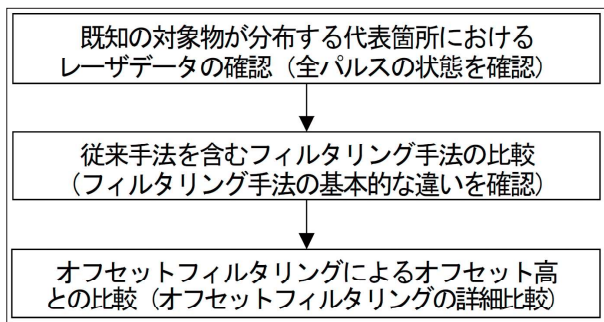 既知の対象物が分布する代表箇所における
レーザデータの確認（全パルスの状態を確認）
従来手法を含むフィルタリング手法の比較
（フィルタリング手法の基本的な違いを確認）
オフセットフィルタリングによるオフセット高
との比較（オフセットフィルタリングの詳細比較）